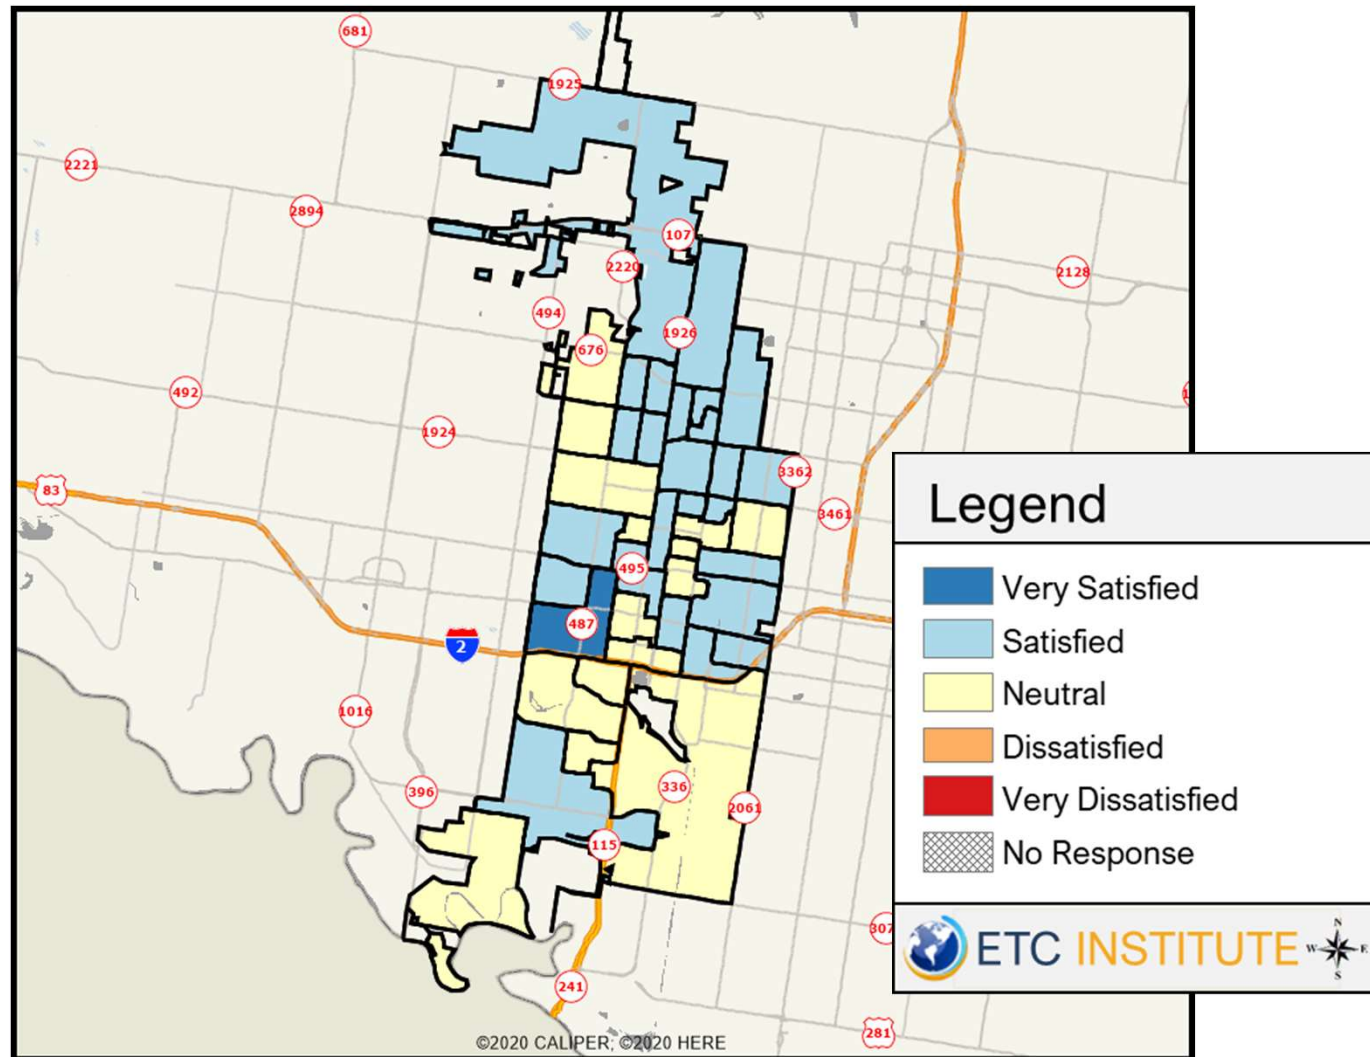 681
1925
2221
2894
107
2220
2128
494
1926
676
492
1924
3362
83
3461
495
487
2
1016
336
396
2061
115
307
241
281
©2020 CALIPER; ©2020 HERE
Legend
Very Satisfied
Satisfied
Neutral
Dissatisfied
Very Dissatisfied
No Response
ETC INSTITUTE
N
W E
S